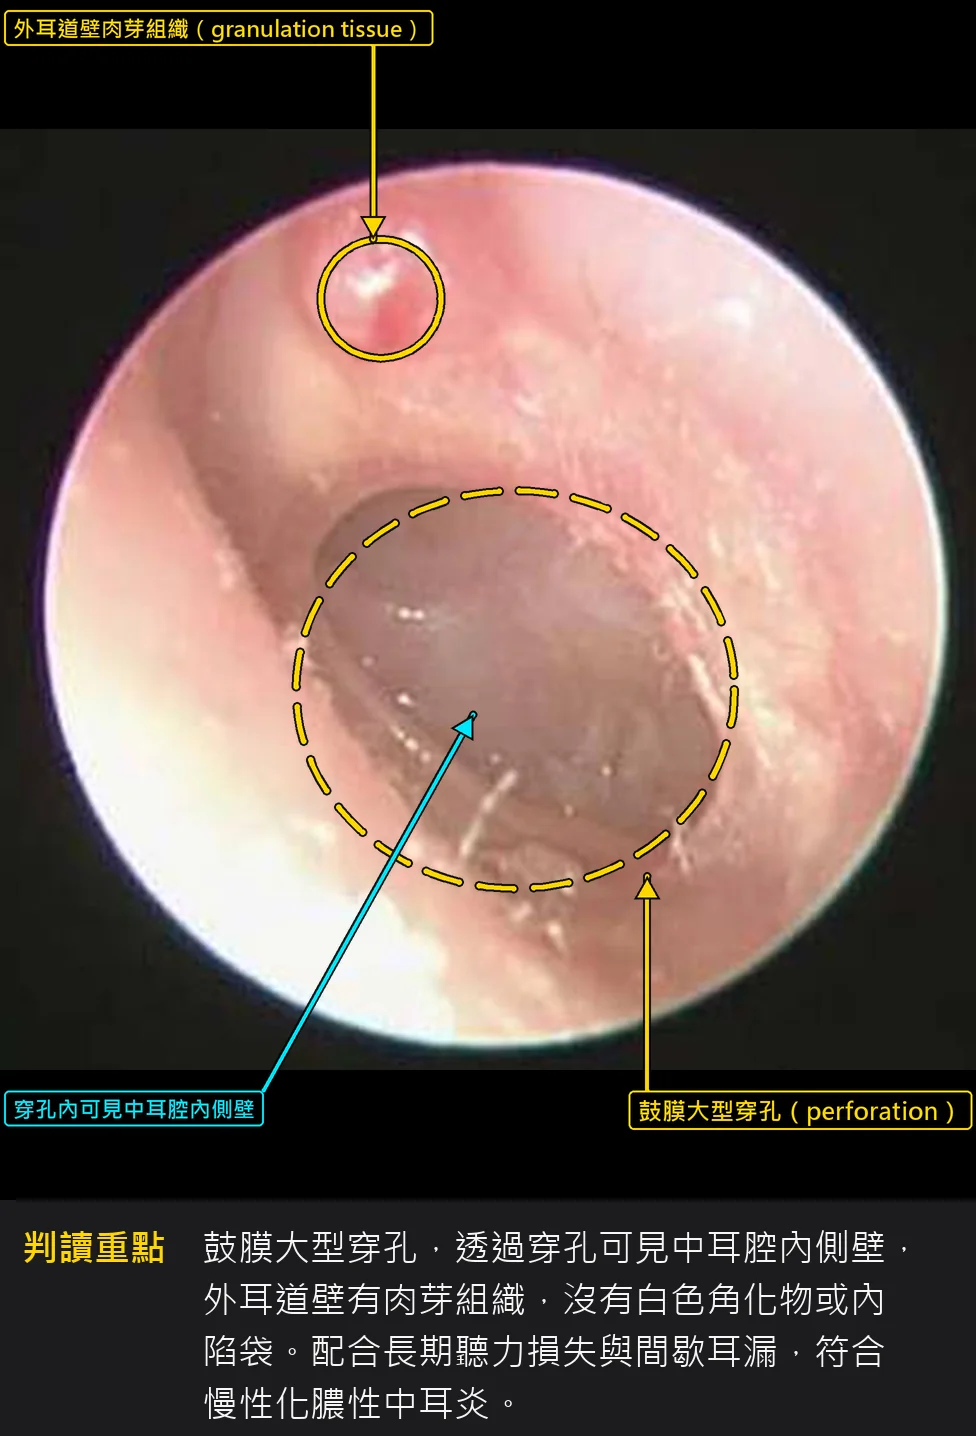 外耳道壁肉芽組織（granulation tissue）
穿孔內可見中耳腔內側壁
鼓膜大型穿孔（perforation）
判讀重點
鼓膜大型穿孔，透過穿孔可見中耳腔內側壁，
外耳道壁有肉芽組織，沒有白色角化物或內
陷袋。配合長期聽力損失與間歇耳漏，符合
慢性化膿性中耳炎。